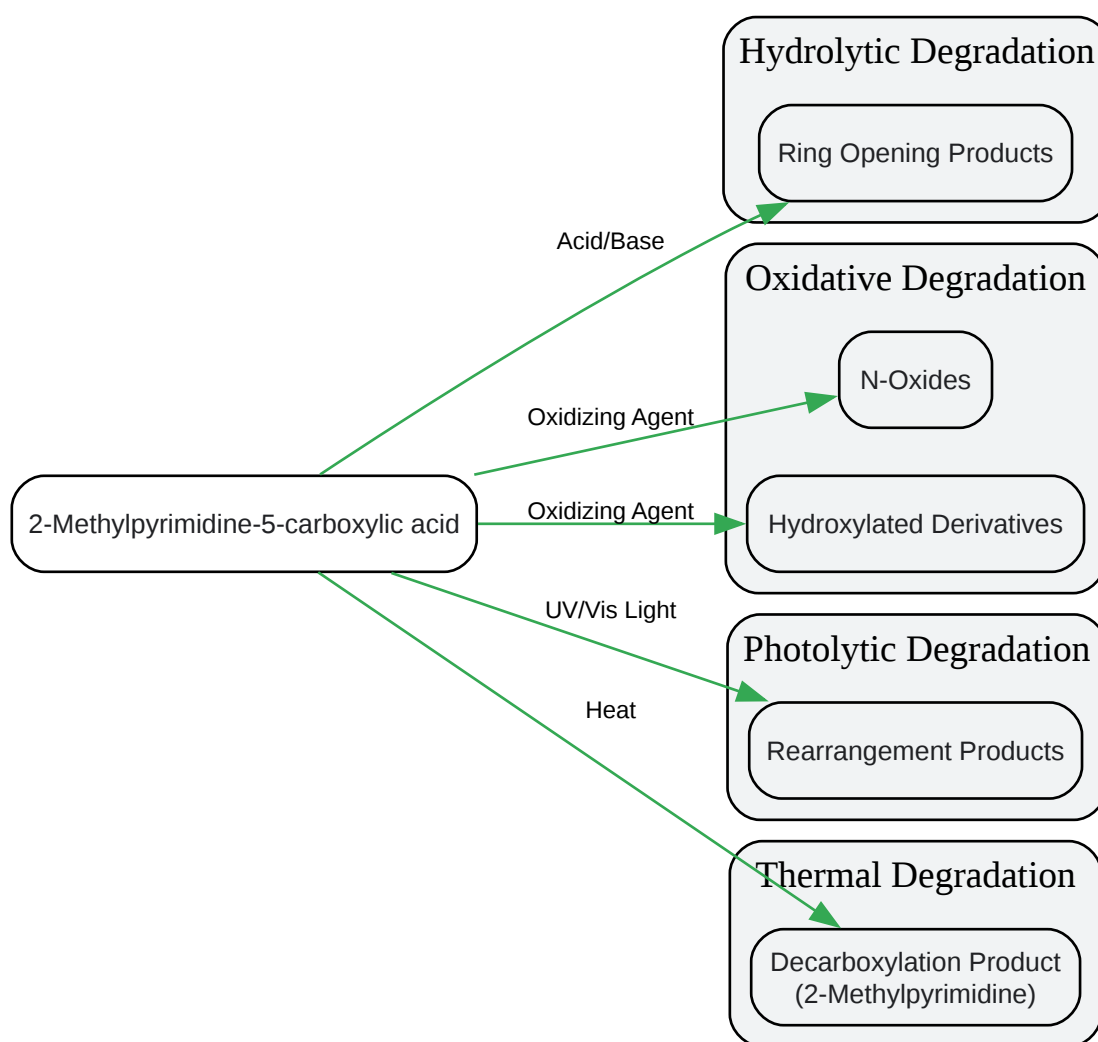 Hydrolytic Degradation
Ring Opening Products
Acid/Base
Oxidative Degradation
N-Oxides
Oxidizing Agent
2-Methylpyrimidine-5-carboxylic acid
Oxidizing Agent
Hydroxylated Derivatives
UV/Vis Light
Photolytic Degradation
Heat
Rearrangement Products
Thermal Degradation
Decarboxylation Product
(2-Methylpyrimidine)